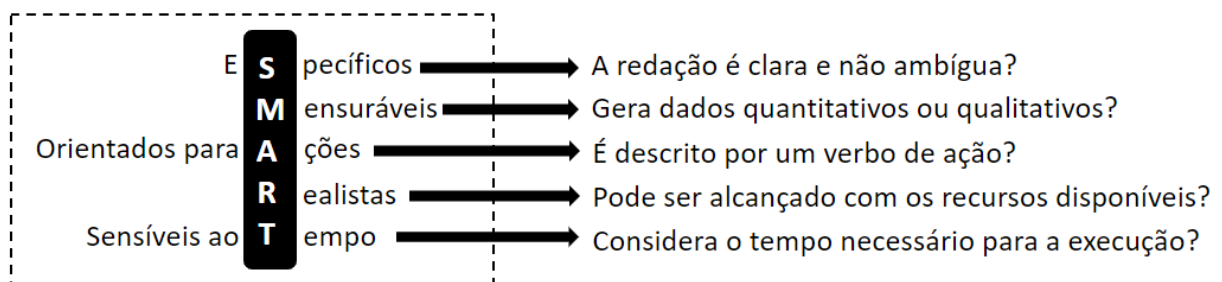 E S pecíficos A redação é clara e não ambígua?
M ensuráveis Gera dados quantitativos ou qualitativos?
Orientados para A ções É descrito por um verbo de ação?
R ealistas Pode ser alcançado com os recursos disponíveis?
Sensíveis ao T empo Considera o tempo necessário para a execução?